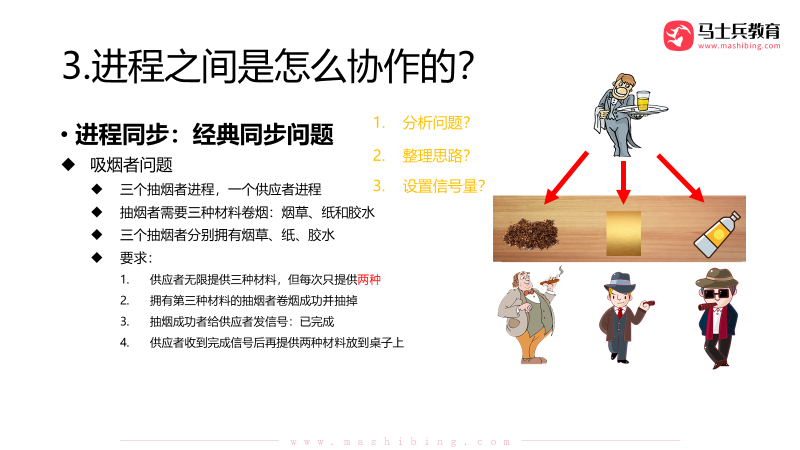 马士兵教育
www.mashibing.com
3.进程之间是怎么协作的？
• 进程同步：经典同步问题
1. 分析问题？
2. 整理思路？
3. 设置信号量？
◆ 吸烟者问题
◆ 三个抽烟者进程，一个供应者进程
◆ 抽烟者需要三种材料卷烟：烟草、纸和胶水
◆ 三个抽烟者分别拥有烟草、纸、胶水
◆ 要求：
1. 供应者无限提供三种材料，但每次只提供两种
2. 拥有第三种材料的抽烟者卷烟成功并抽掉
3. 抽烟成功者给供应者发信号：已完成
4. 供应者收到完成信号后再提供两种材料放到桌子上
www.mashibing.com